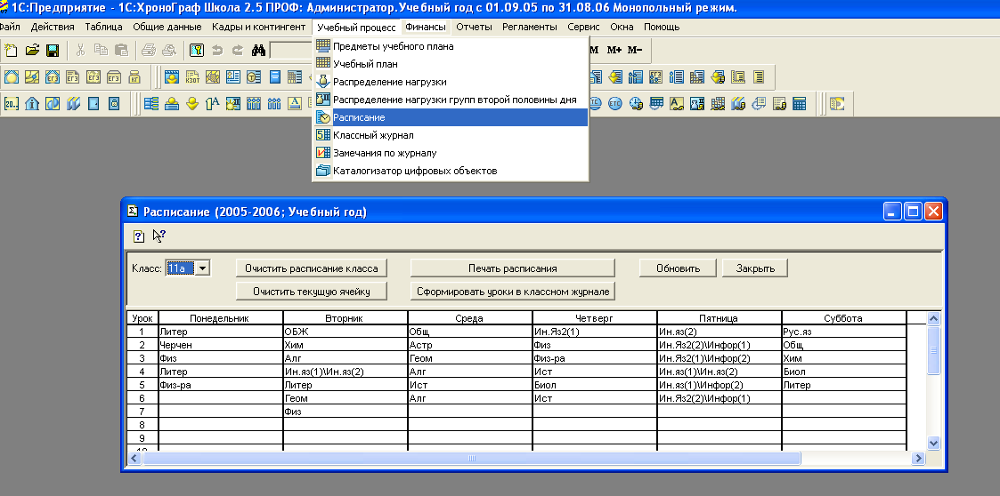 1С:Предприятие - 1С:ХроноГраф Школа 2.5 ПРОФ: Администратор.Учебный год с 01.09.05 по 31.08.06 Монопольный режим.
Файл Действия Таблица Общие данные Кадры и контингент Учебный процесс Финансы Отчеты Регламенты Сервис Окна Помощь
М М+ М−
Предметы учебного плана
Учебный план
Распределение нагрузки
Распределение нагрузки групп второй половины дня
Расписание
Классный журнал
Замечания по журналу
Каталогизатор цифровых объектов
Расписание (2005-2006; Учебный год)
Класс: 11а Очистить расписание класса Печать расписания Обновить Закрыть
Очистить текущую ячейку Сформировать уроки в классном журнале
Урок Понедельник Вторник Среда Четверг Пятница Суббота
1 Литер ОБЖ Общ Ин.Яз2(1) Ин.яз(2) Рус.яз
2 Черчен Хим Астр Физ Ин.Яз2(2)\Инфор(1) Общ
3 Физ Алг Геом Физ-ра Ин.Яз2(1)\Инфор(2) Хим
4 Литер Ин.яз(1)\Ин.яз(2) Алг Ист Ин.яз(1)\Ин.яз(2) Биол
5 Физ-ра Литер Ист Биол Ин.яз(1)\Инфор(2) Литер
6 Геом Алг Ист Ин.Яз2(2)\Инфор(1)
7 Физ
8
9